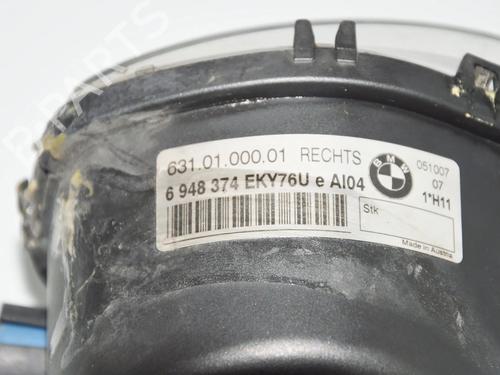 631.01.000.01 RECHTS
BMW
051007
6 948 374 EKY76U e AI04
07
1*H11
Stk
Made in Austria
B-PARTS